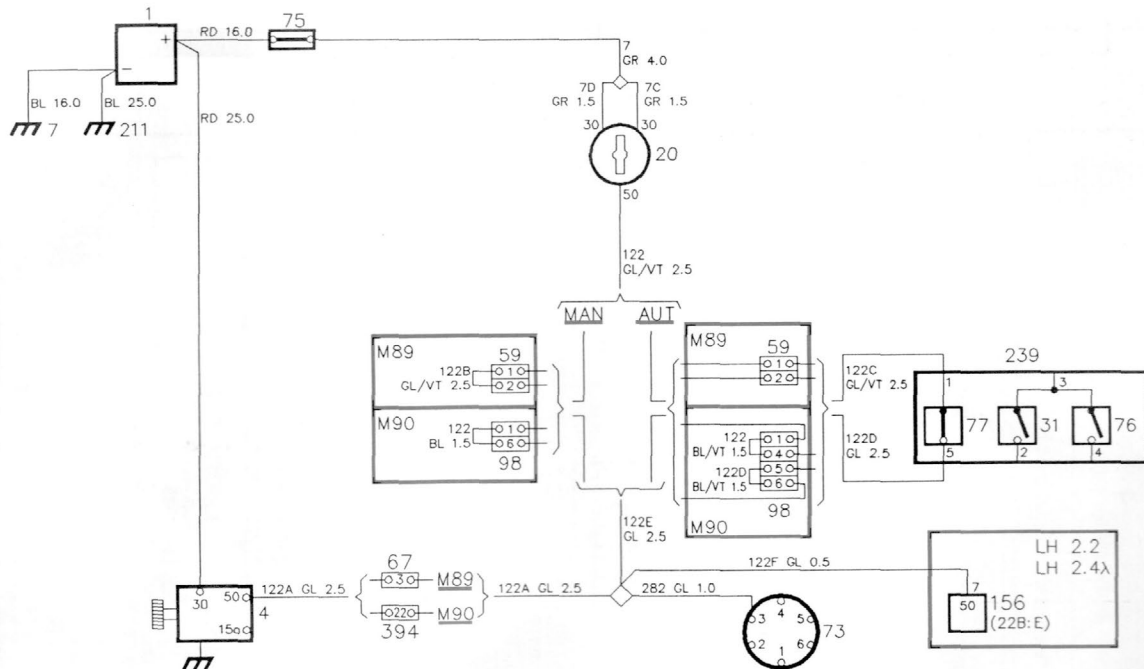 1
75
RD 16.0
+
−
7
GR 4.0
7D
GR 1.5
7C
GR 1.5
BL 16.0
BL 25.0
RD 25.0
7
211
30
30
20
50
122
GL/VT 2.5
MAN
AUT
M89
59
122B
1
GL/VT 2.5
2
M90
122
1
BL 1.5
6
98
M89
59
1
2
122
1
BL/VT 1.5
4
122D
5
BL/VT 1.5
6
98
M90
122C
GL/VT 2.5
122D
GL 2.5
239
1
3
77
31
76
5
2
4
122E
GL 2.5
LH 2.2
LH 2.4λ
122F GL 0.5
7
50
156
(22B:E)
67
122A GL 2.5
3
M89
122A GL 2.5
282 GL 1.0
22
M90
394
30
50
4
15a
4
3
5
73
2
6
1